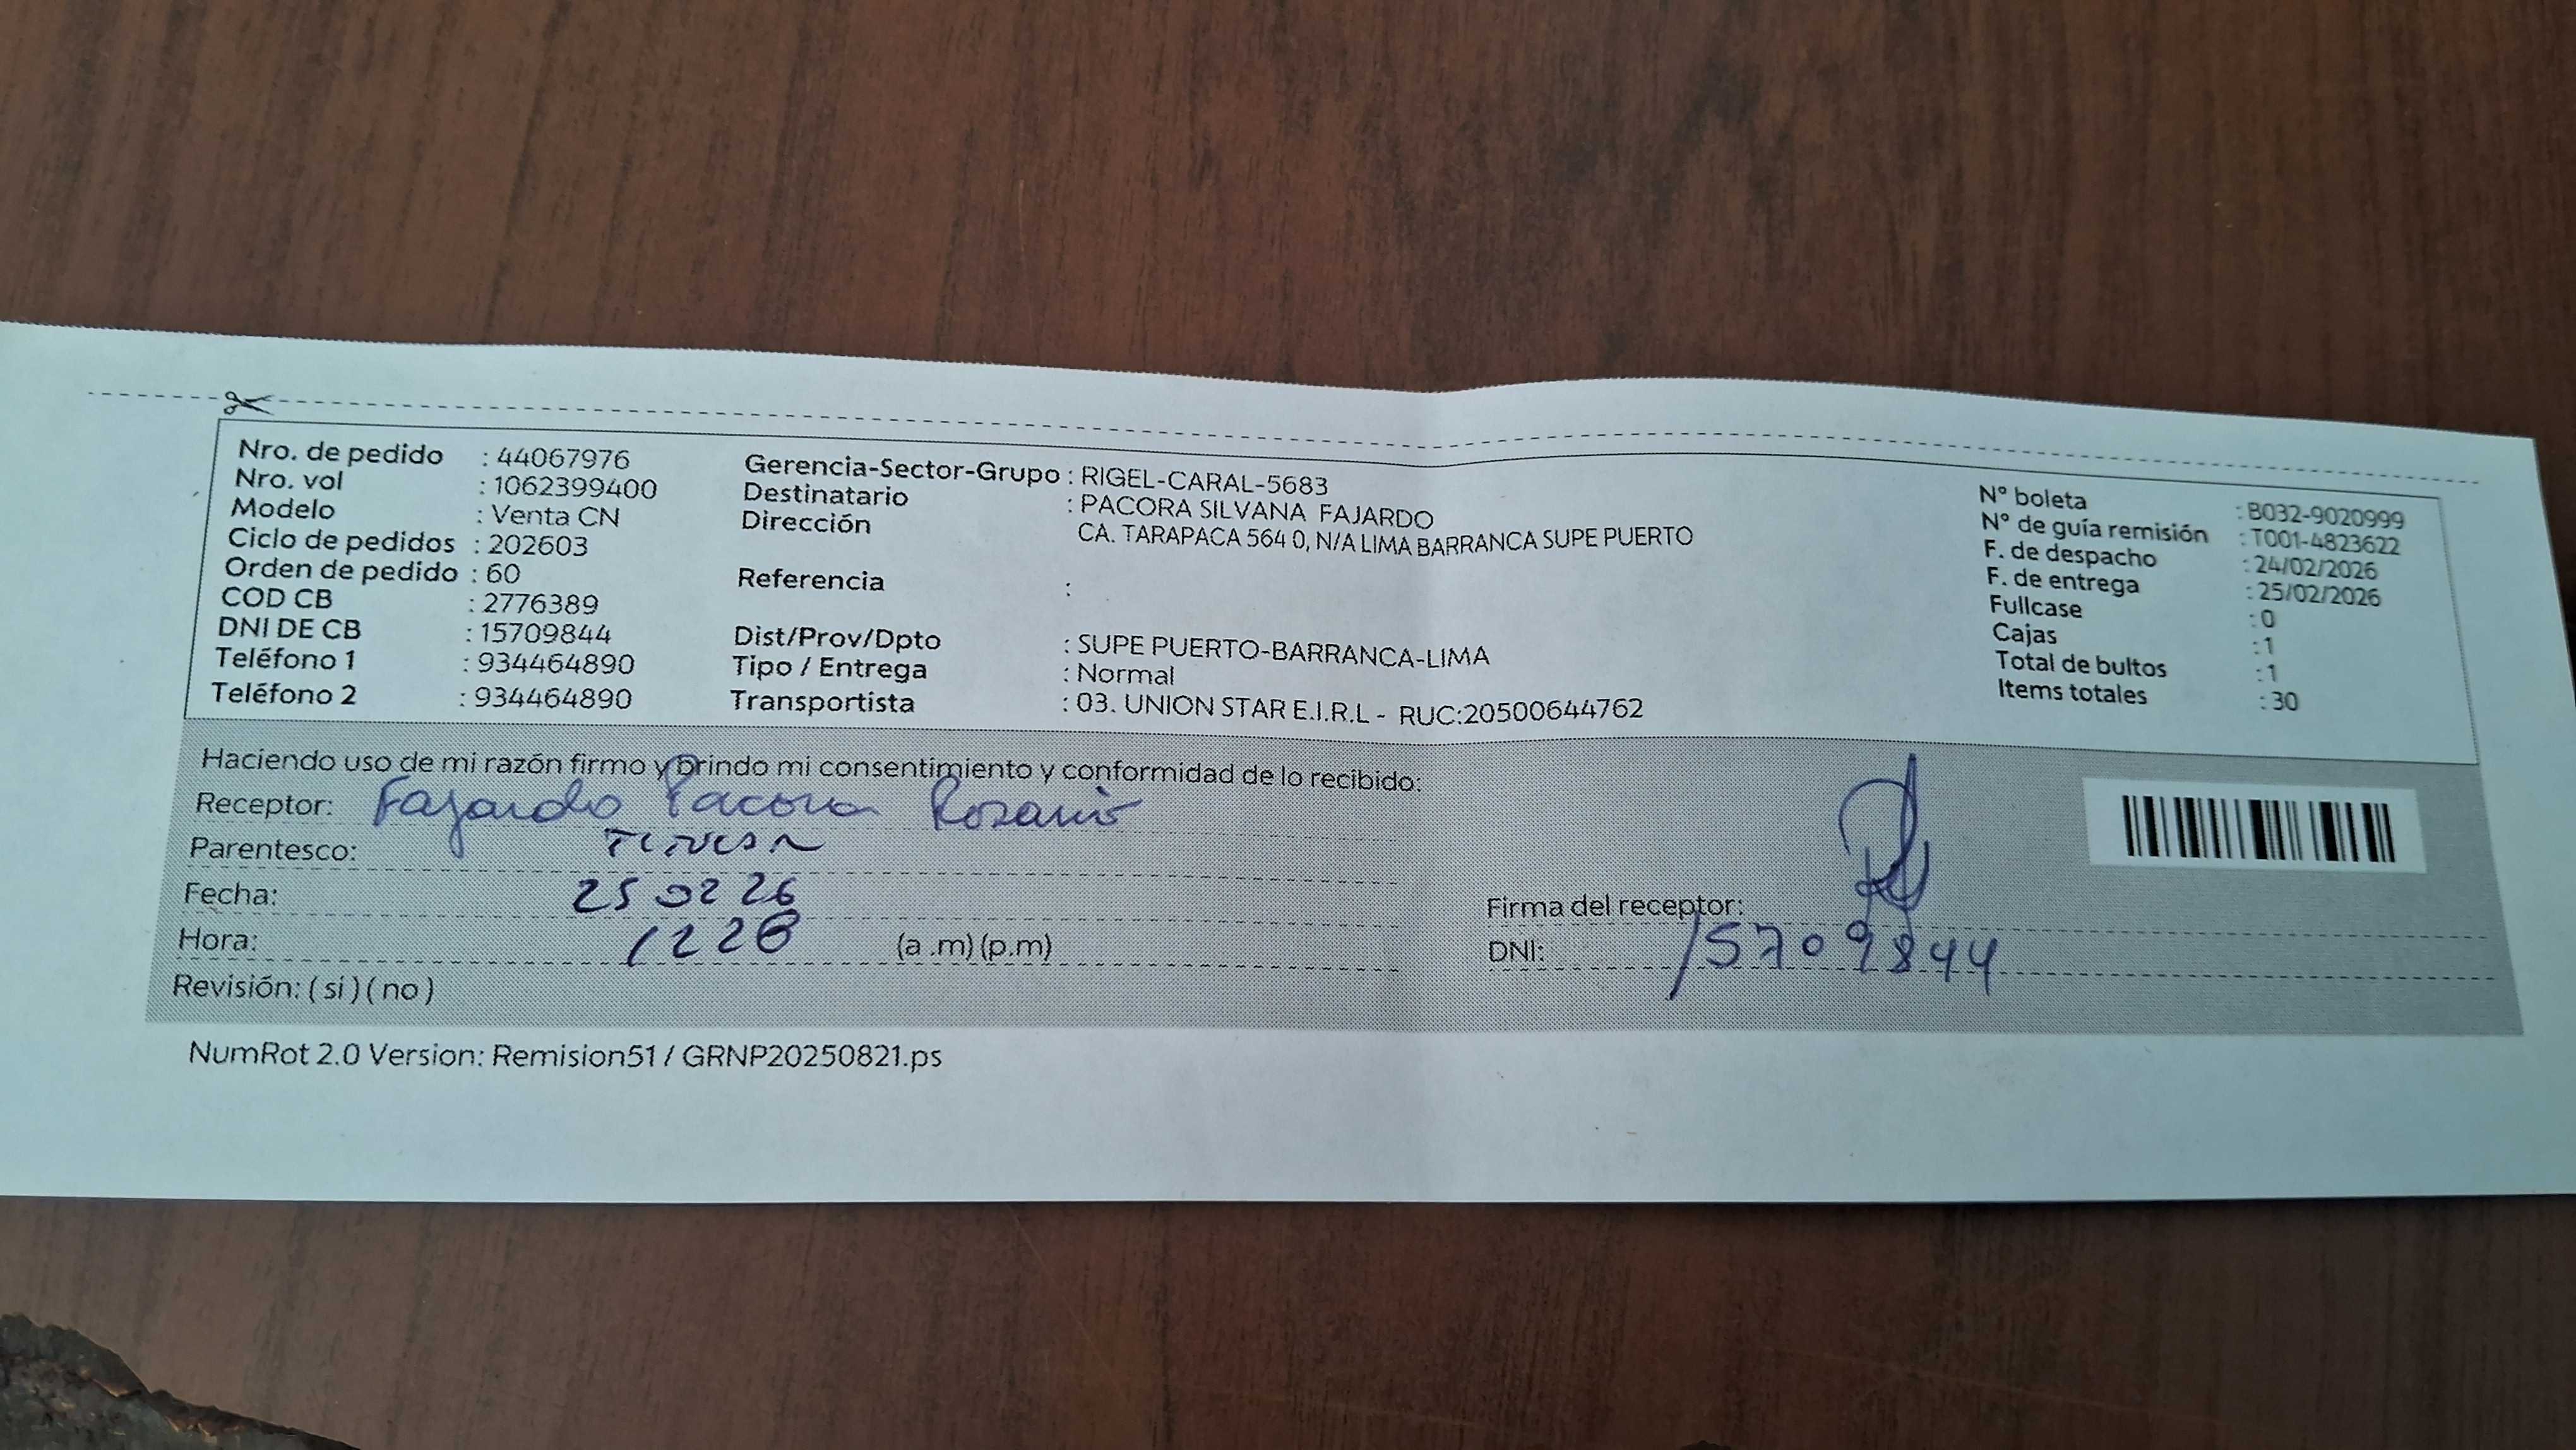 Nro. de pedido : 44067976
Nro. vol : 1062399400
Modelo : Venta CN
Ciclo de pedidos : 202603
Orden de pedido : 60
COD CB : 2776389
DNI DE CB : 15709844
Teléfono 1 : 934464890
Teléfono 2 : 934464890
Gerencia-Sector-Grupo : RIGEL-CARAL-5683
Destinatario : PACORA SILVANA FAJARDO
Dirección CA. TARAPACA 564 0, N/A LIMA BARRANCA SUPE PUERTO
Referencia :
Dist/Prov/Dpto : SUPE PUERTO-BARRANCA-LIMA
Tipo / Entrega : Normal
Transportista : 03. UNION STAR E.I.R.L - RUC:20500644762
N° boleta : B032-9020999
N° de guía remisión : T001-4823622
F. de despacho : 24/02/2026
F. de entrega : 25/02/2026
Fullcase : 0
Cajas : 1
Total de bultos : 1
Items totales : 30
Haciendo uso de mi razón firmo y brindo mi consentimiento y conformidad de lo recibido:
Receptor: Fajardo Pacora Rosario
Parentesco:
Fecha: 25 02 26
Hora: 1228 (a .m) (p.m)
Revisión: ( si ) ( no )
Firma del receptor:
DNI: 15709844
NumRot 2.0 Version: Remision51 / GRNP20250821.ps